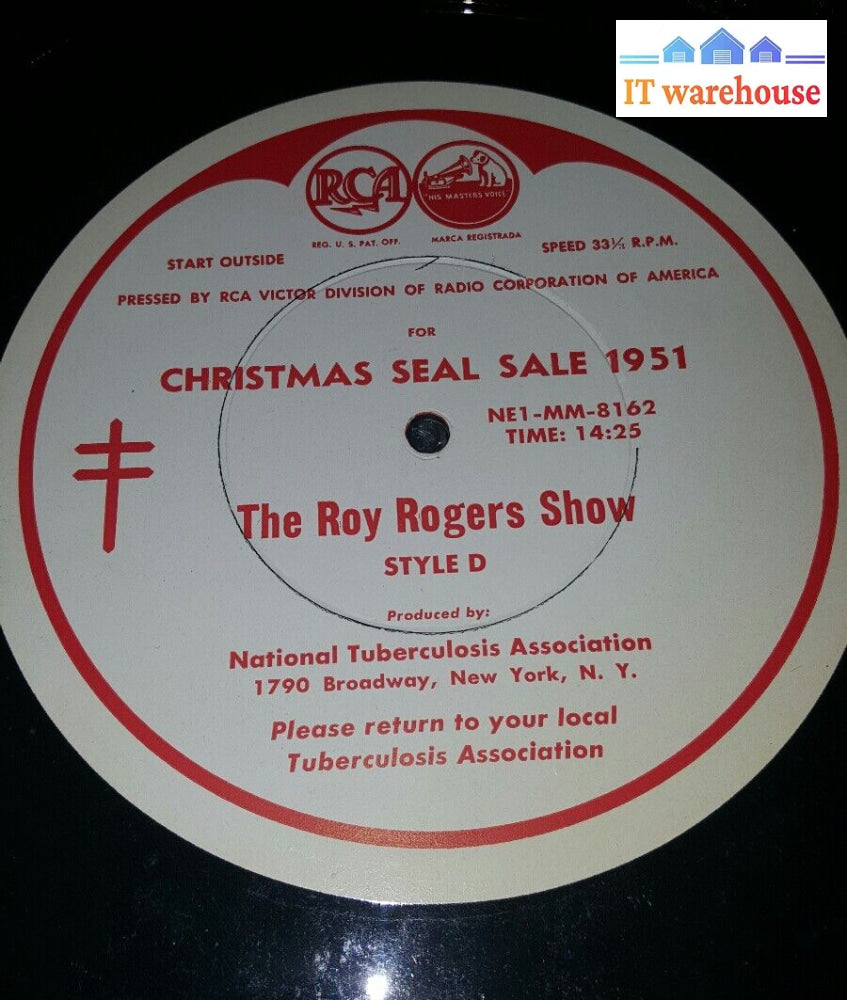 IT warehouse
RCA
"HIS MASTERS VOICE"
REG. U. S. PAT. OFF.
MARCA REGISTRADA
START OUTSIDE
SPEED 33⅓ R.P.M.
PRESSED BY RCA VICTOR DIVISION OF RADIO CORPORATION OF AMERICA
FOR
CHRISTMAS SEAL SALE 1951
NE1-MM-8162
TIME: 14:25
The Roy Rogers Show
STYLE D
Produced by:
National Tuberculosis Association
1790 Broadway, New York, N. Y.
Please return to your local
Tuberculosis Association